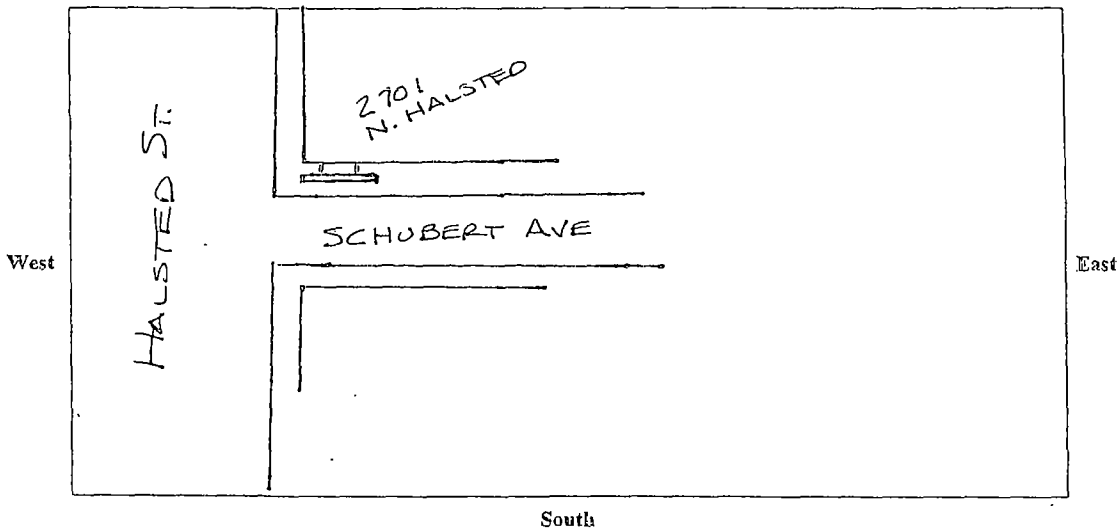 2701
N. HALSTED
HALSTED ST.
SCHUBERT AVE
West
East
South